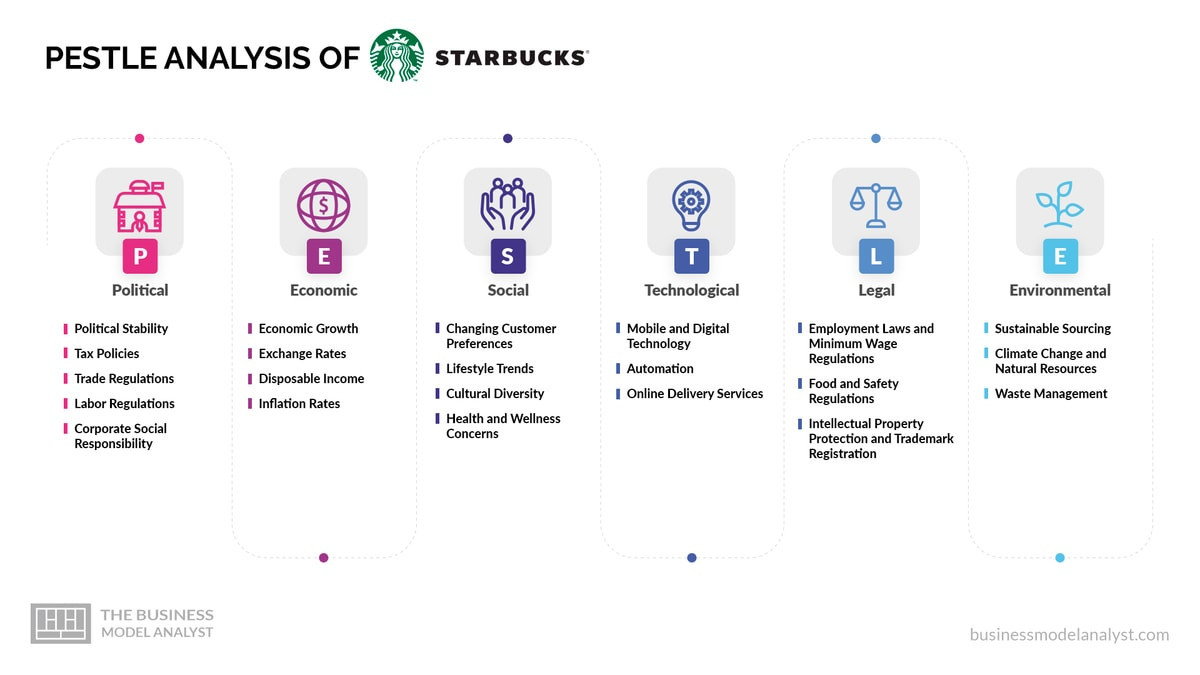 PESTLE ANALYSIS OF STARBUCKS®
P
Political
Political Stability
Tax Policies
Trade Regulations
Labor Regulations
Corporate Social
Responsibility
E
Economic
Economic Growth
Exchange Rates
Disposable Income
Inflation Rates
S
Social
Changing Customer
Preferences
Lifestyle Trends
Cultural Diversity
Health and Wellness
Concerns
T
Technological
Mobile and Digital
Technology
Automation
Online Delivery Services
L
Legal
Employment Laws and
Minimum Wage
Regulations
Food and Safety
Regulations
Intellectual Property
Protection and Trademark
Registration
E
Environmental
Sustainable Sourcing
Climate Change and
Natural Resources
Waste Management
THE BUSINESS
MODEL ANALYST
businessmodelanalyst.com